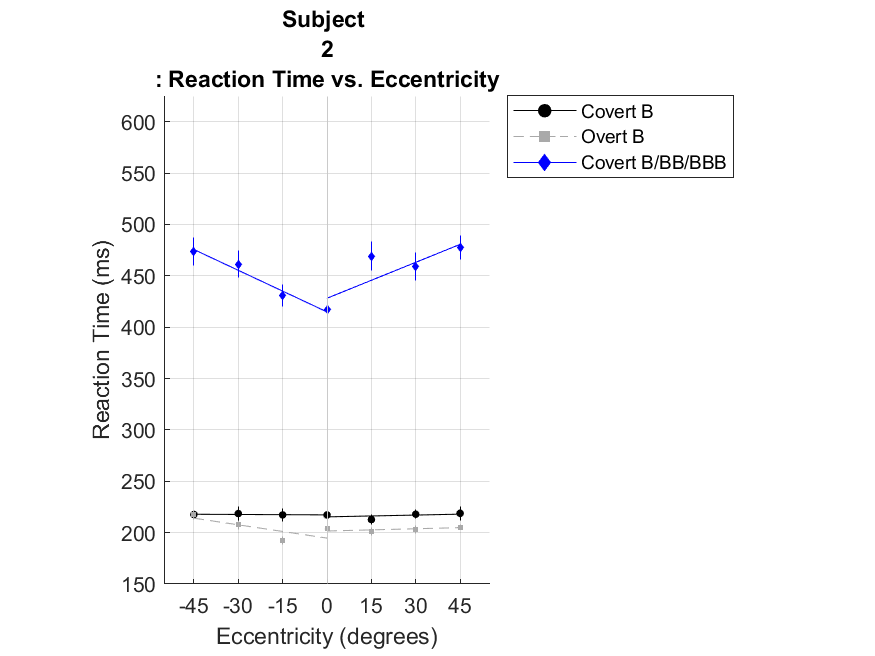 Subject
2
: Reaction Time vs. Eccentricity
Covert B
Overt B
Covert B/BB/BBB
600
550
500
450
400
350
300
250
200
150
Reaction Time (ms)
-45 -30 -15 0 15 30 45
Eccentricity (degrees)